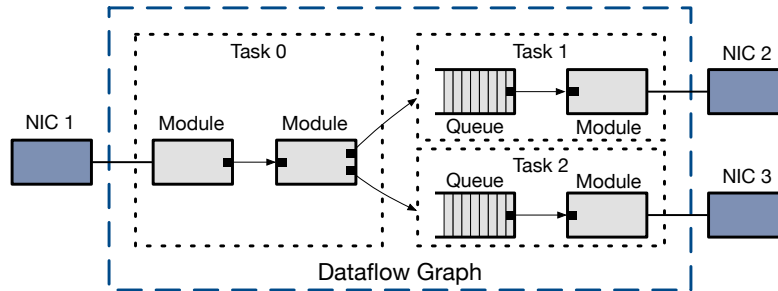 Task 0
Task 1
NIC 2
NIC 1
Module
Module
Queue
Module
Task 2
Queue
Module
NIC 3
Dataflow Graph